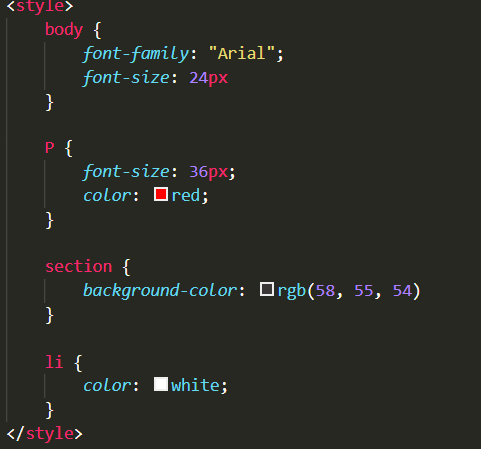 <style>
    body {
        font-family: "Arial";
        font-size: 24px
    }

    P {
        font-size: 36px;
        color: red;
    }

    section {
        background-color: rgb(58, 55, 54)
    }

    li {
        color: white;
    }
</style>